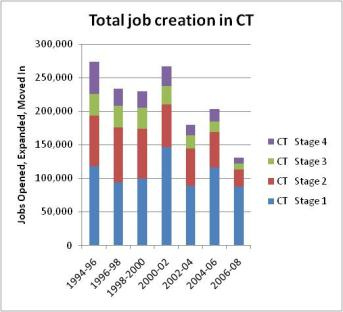 Total job creation in CT
Jobs Opened, Expanded, Moved In
300,000
250,000
200,000
150,000
100,000
50,000
0
1994-96
1996-98
1998-2000
2000-02
2002-04
2004-06
2006-08
CT Stage 4
CT Stage 3
CT Stage 2
CT Stage 1